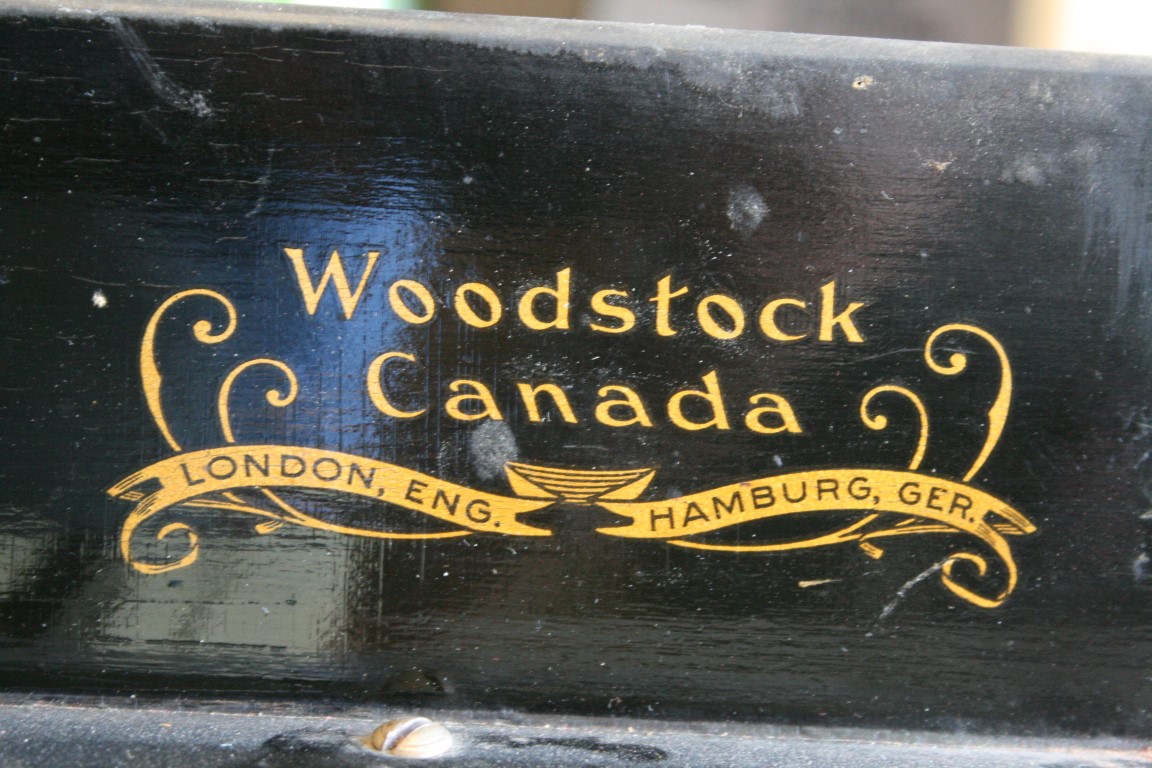 Woodstock
Canada
LONDON, ENG.
HAMBURG, GER.